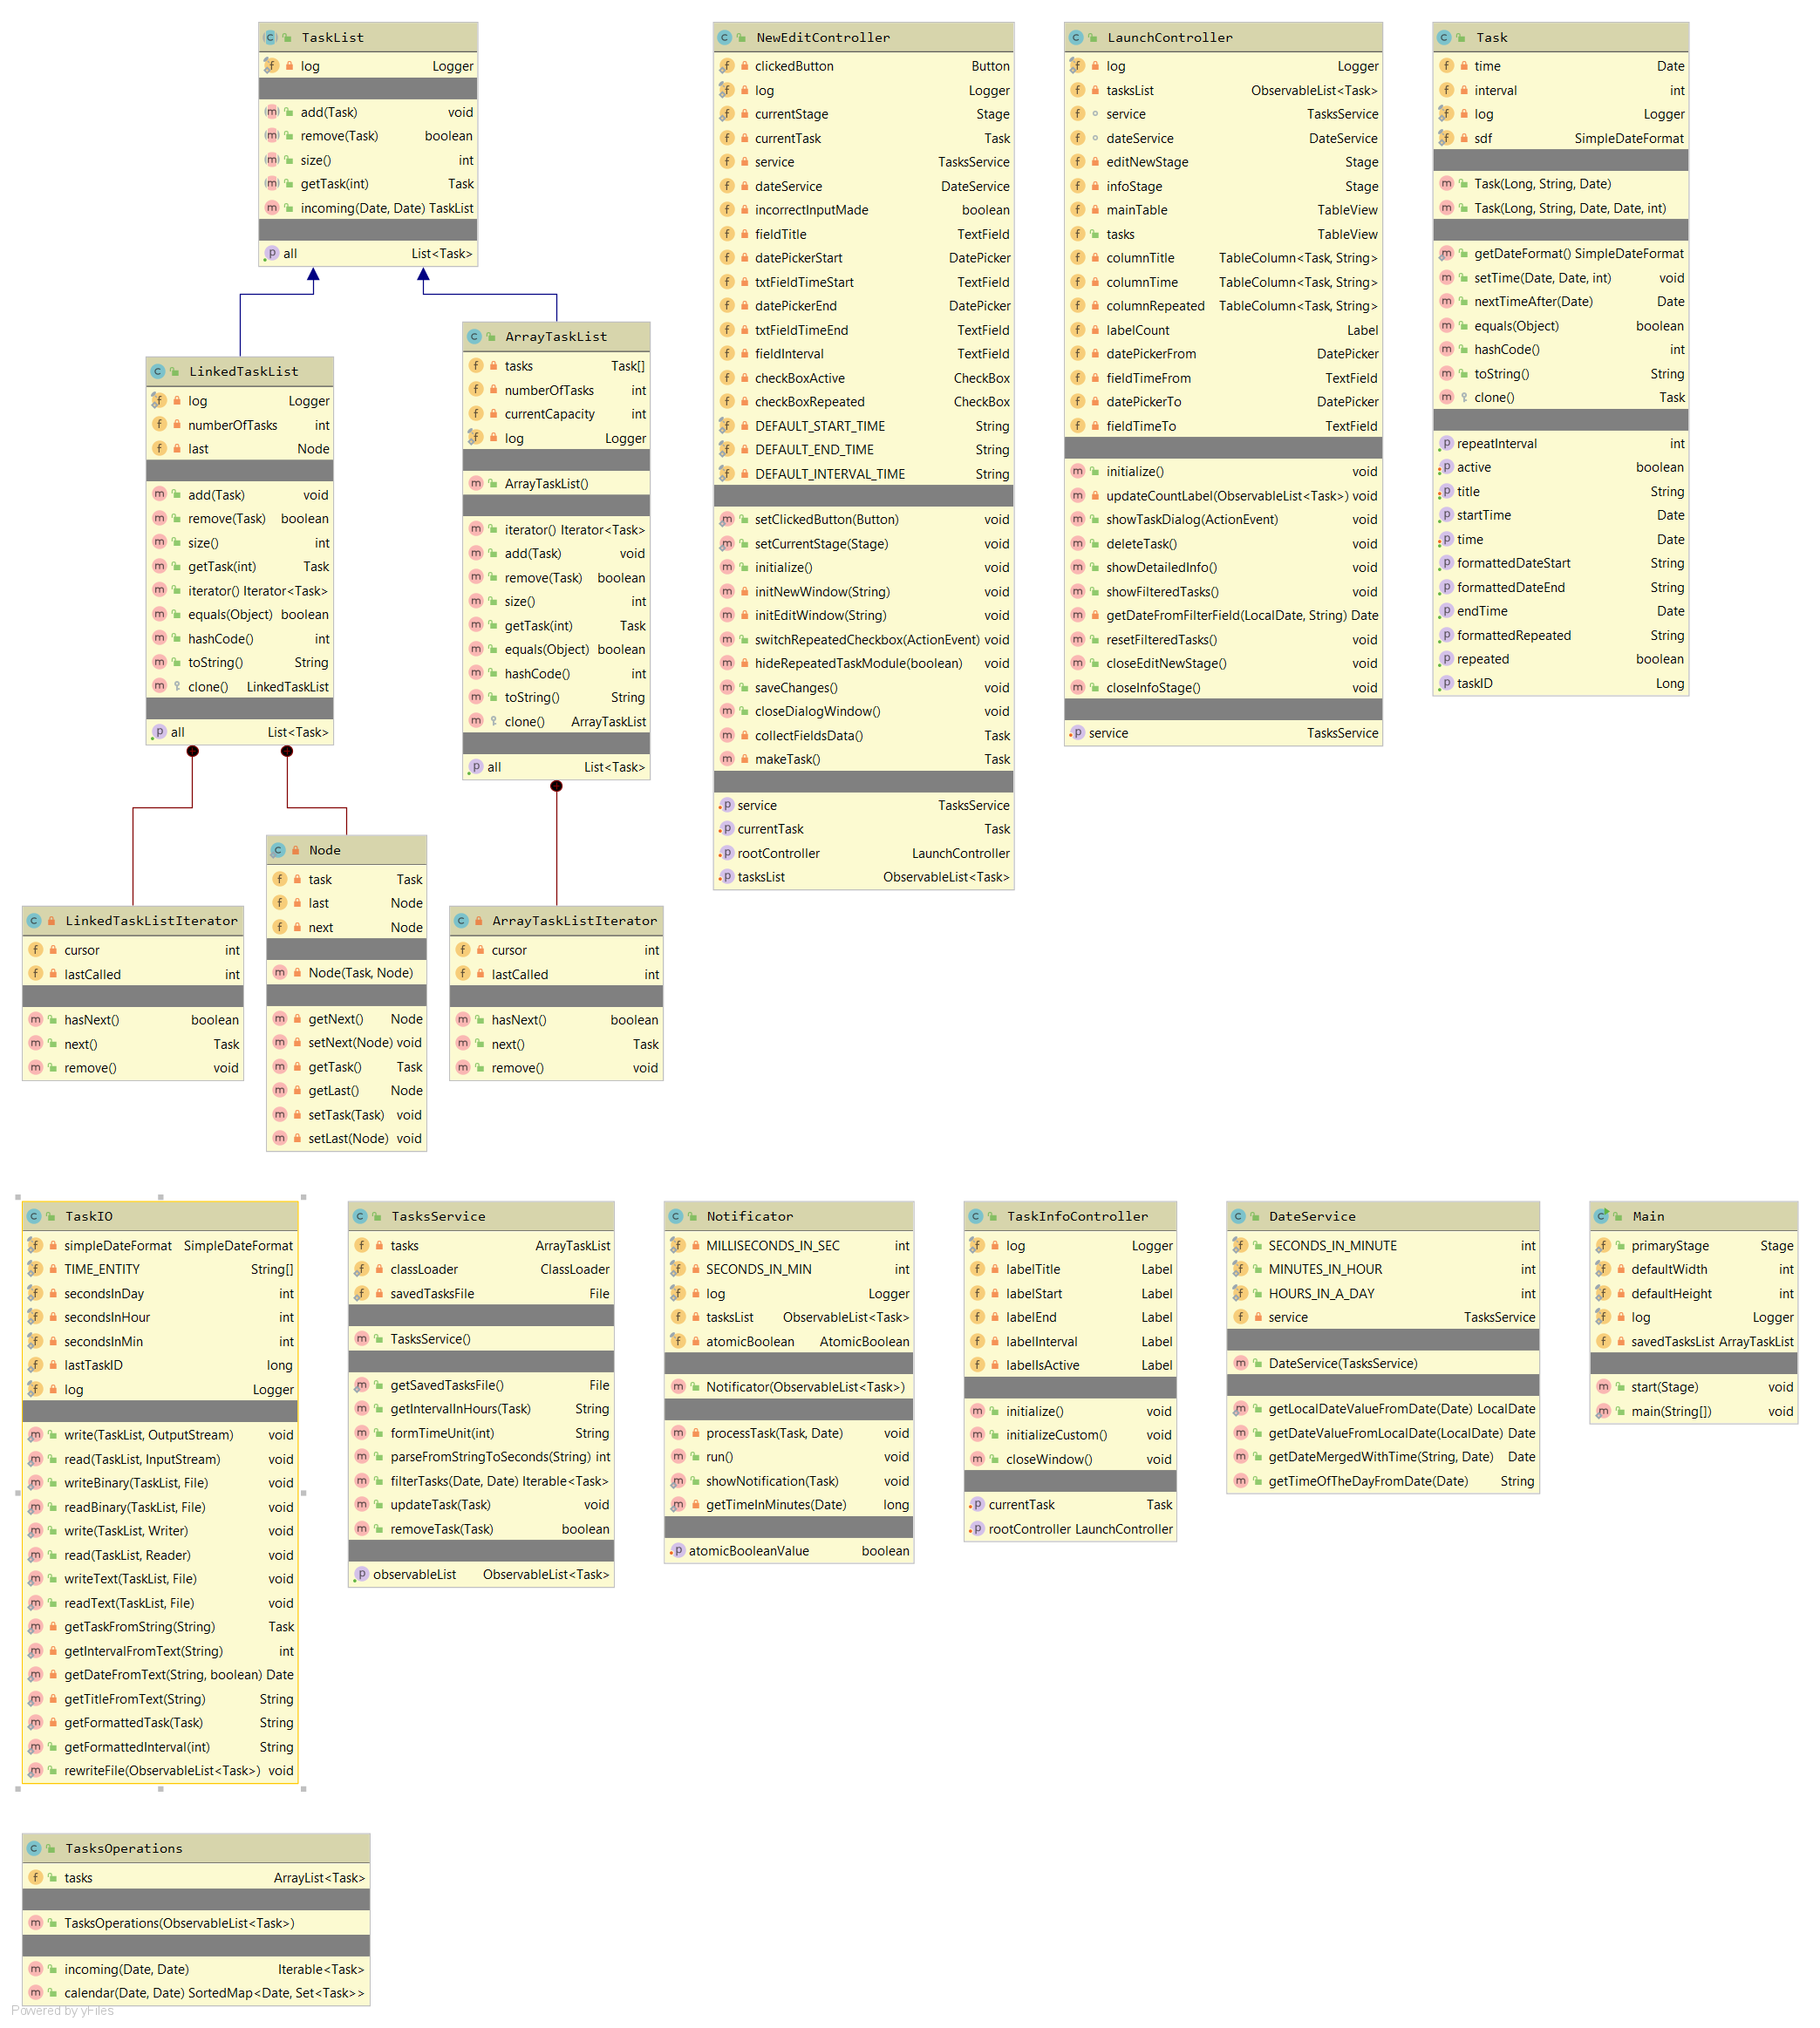 TaskList
log Logger
add(Task) void
remove(Task) boolean
size() int
getTask(int) Task
incoming(Date, Date) TaskList
all List<Task>
LinkedTaskList
log Logger
numberOfTasks int
last Node
add(Task) void
remove(Task) boolean
size() int
getTask(int) Task
iterator() Iterator<Task>
equals(Object) boolean
hashCode() int
toString() String
clone() LinkedTaskList
all List<Task>
ArrayTaskList
tasks Task[]
numberOfTasks int
currentCapacity int
log Logger
ArrayTaskList()
iterator() Iterator<Task>
add(Task) void
remove(Task) boolean
size() int
getTask(int) Task
equals(Object) boolean
hashCode() int
toString() String
clone() ArrayTaskList
all List<Task>
LinkedTaskListIterator
cursor int
lastCalled int
hasNext() boolean
next() Task
remove() void
Node
task Task
last Node
next Node
Node(Task, Node)
getNext() Node
setNext(Node) void
getTask() Task
getLast() Node
setTask(Task) void
setLast(Node) void
ArrayTaskListIterator
cursor int
lastCalled int
hasNext() boolean
next() Task
remove() void
NewEditController
clickedButton Button
log Logger
currentStage Stage
currentTask Task
service TasksService
dateService DateService
incorrectInputMade boolean
fieldTitle TextField
datePickerStart DatePicker
txtFieldTimeStart TextField
datePickerEnd DatePicker
txtFieldTimeEnd TextField
fieldInterval TextField
checkBoxActive CheckBox
checkBoxRepeated CheckBox
DEFAULT_START_TIME String
DEFAULT_END_TIME String
DEFAULT_INTERVAL_TIME String
setClickedButton(Button) void
setCurrentStage(Stage) void
initialize() void
initNewWindow(String) void
initEditWindow(String) void
switchRepeatedCheckbox(ActionEvent) void
hideRepeatedTaskModule(boolean) void
saveChanges() void
closeDialogWindow() void
collectFieldsData() Task
makeTask() Task
service TasksService
currentTask Task
rootController LaunchController
tasksList ObservableList<Task>
LaunchController
log Logger
tasksList ObservableList<Task>
service TasksService
dateService DateService
editNewStage Stage
infoStage Stage
mainTable TableView
tasks TableView
columnTitle TableColumn<Task, String>
columnTime TableColumn<Task, String>
columnRepeated TableColumn<Task, String>
labelCount Label
datePickerFrom DatePicker
fieldTimeFrom TextField
datePickerTo DatePicker
fieldTimeTo TextField
initialize() void
updateCountLabel(ObservableList<Task>) void
showTaskDialog(ActionEvent) void
deleteTask() void
showDetailedInfo() void
showFilteredTasks() void
getDateFromFilterField(LocalDate, String) Date
resetFilteredTasks() void
closeEditNewStage() void
closeInfoStage() void
service TasksService
Task
time Date
interval int
log Logger
sdf SimpleDateFormat
Task(Long, String, Date)
Task(Long, String, Date, Date, int)
getDateFormat() SimpleDateFormat
setTime(Date, Date, int) void
nextTimeAfter(Date) Date
equals(Object) boolean
hashCode() int
toString() String
clone() Task
repeatInterval int
active boolean
title String
startTime Date
time Date
formattedDateStart String
formattedDateEnd String
endTime Date
formattedRepeated String
repeated boolean
taskID Long
TaskIO
simpleDateFormat SimpleDateFormat
TIME_ENTITY String[]
secondsInDay int
secondsInHour int
secondsInMin int
lastTaskID long
log Logger
write(TaskList, OutputStream) void
read(TaskList, InputStream) void
writeBinary(TaskList, File) void
readBinary(TaskList, File) void
write(TaskList, Writer) void
read(TaskList, Reader) void
writeText(TaskList, File) void
readText(TaskList, File) void
getTaskFromString(String) Task
getIntervalFromText(String) int
getDateFromText(String, boolean) Date
getTitleFromText(String) String
getFormattedTask(Task) String
getFormattedInterval(int) String
rewriteFile(ObservableList<Task>) void
TasksService
tasks ArrayTaskList
classLoader ClassLoader
savedTasksFile File
TasksService()
getSavedTasksFile() File
getIntervalInHours(Task) String
formTimeUnit(int) String
parseFromStringToSeconds(String) int
filterTasks(Date, Date) Iterable<Task>
updateTask(Task) void
removeTask(Task) boolean
observableList ObservableList<Task>
Notificator
MILLISECONDS_IN_SEC int
SECONDS_IN_MIN int
log Logger
tasksList ObservableList<Task>
atomicBoolean AtomicBoolean
Notificator(ObservableList<Task>)
processTask(Task, Date) void
run() void
showNotification(Task) void
getTimeInMinutes(Date) long
atomicBooleanValue boolean
TaskInfoController
log Logger
labelTitle Label
labelStart Label
labelEnd Label
labelInterval Label
labelIsActive Label
initialize() void
initializeCustom() void
closeWindow() void
currentTask Task
rootController LaunchController
DateService
SECONDS_IN_MINUTE int
MINUTES_IN_HOUR int
HOURS_IN_A_DAY int
service TasksService
DateService(TasksService)
getLocalDateValueFromDate(Date) LocalDate
getDateValueFromLocalDate(LocalDate) Date
getDateMergedWithTime(String, Date) Date
getTimeOfTheDayFromDate(Date) String
Main
primaryStage Stage
defaultWidth int
defaultHeight int
log Logger
savedTasksList ArrayTaskList
start(Stage) void
main(String[]) void
TasksOperations
tasks ArrayList<Task>
TasksOperations(ObservableList<Task>)
incoming(Date, Date) Iterable<Task>
calendar(Date, Date) SortedMap<Date, Set<Task>>
Powered by yFiles